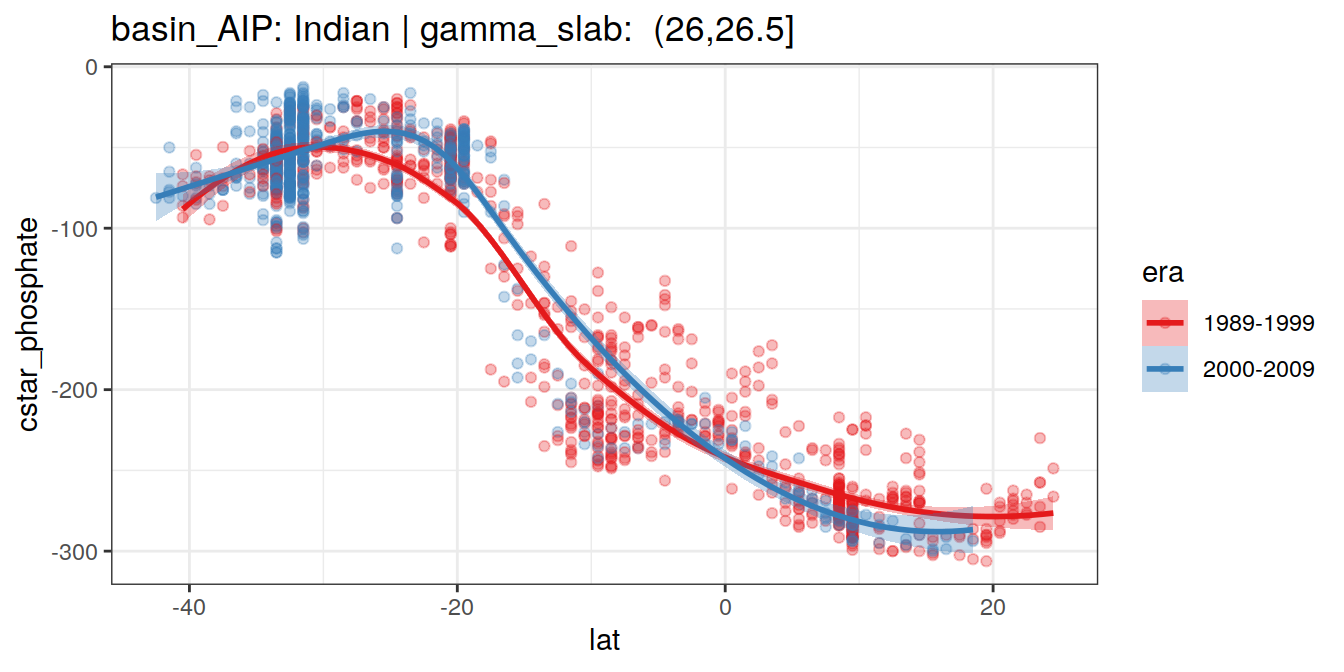 basin_AIP: Indian | gamma_slab:  (26,26.5]
0
-100
-200
-300
cstar_phosphate
-40
-20
0
20
lat
era
1989-1999
2000-2009